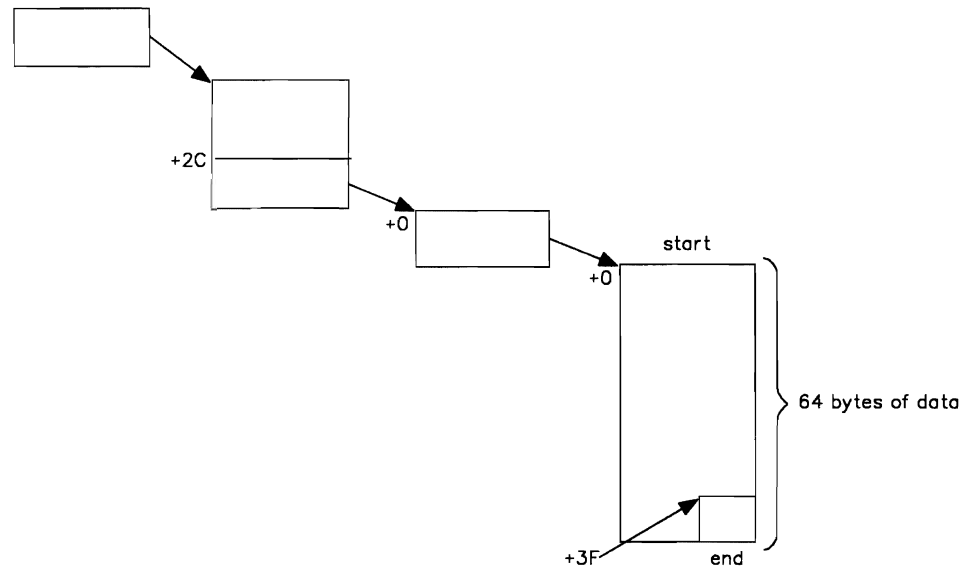 +2C
+0
start
+0
64 bytes of data
+3F
end